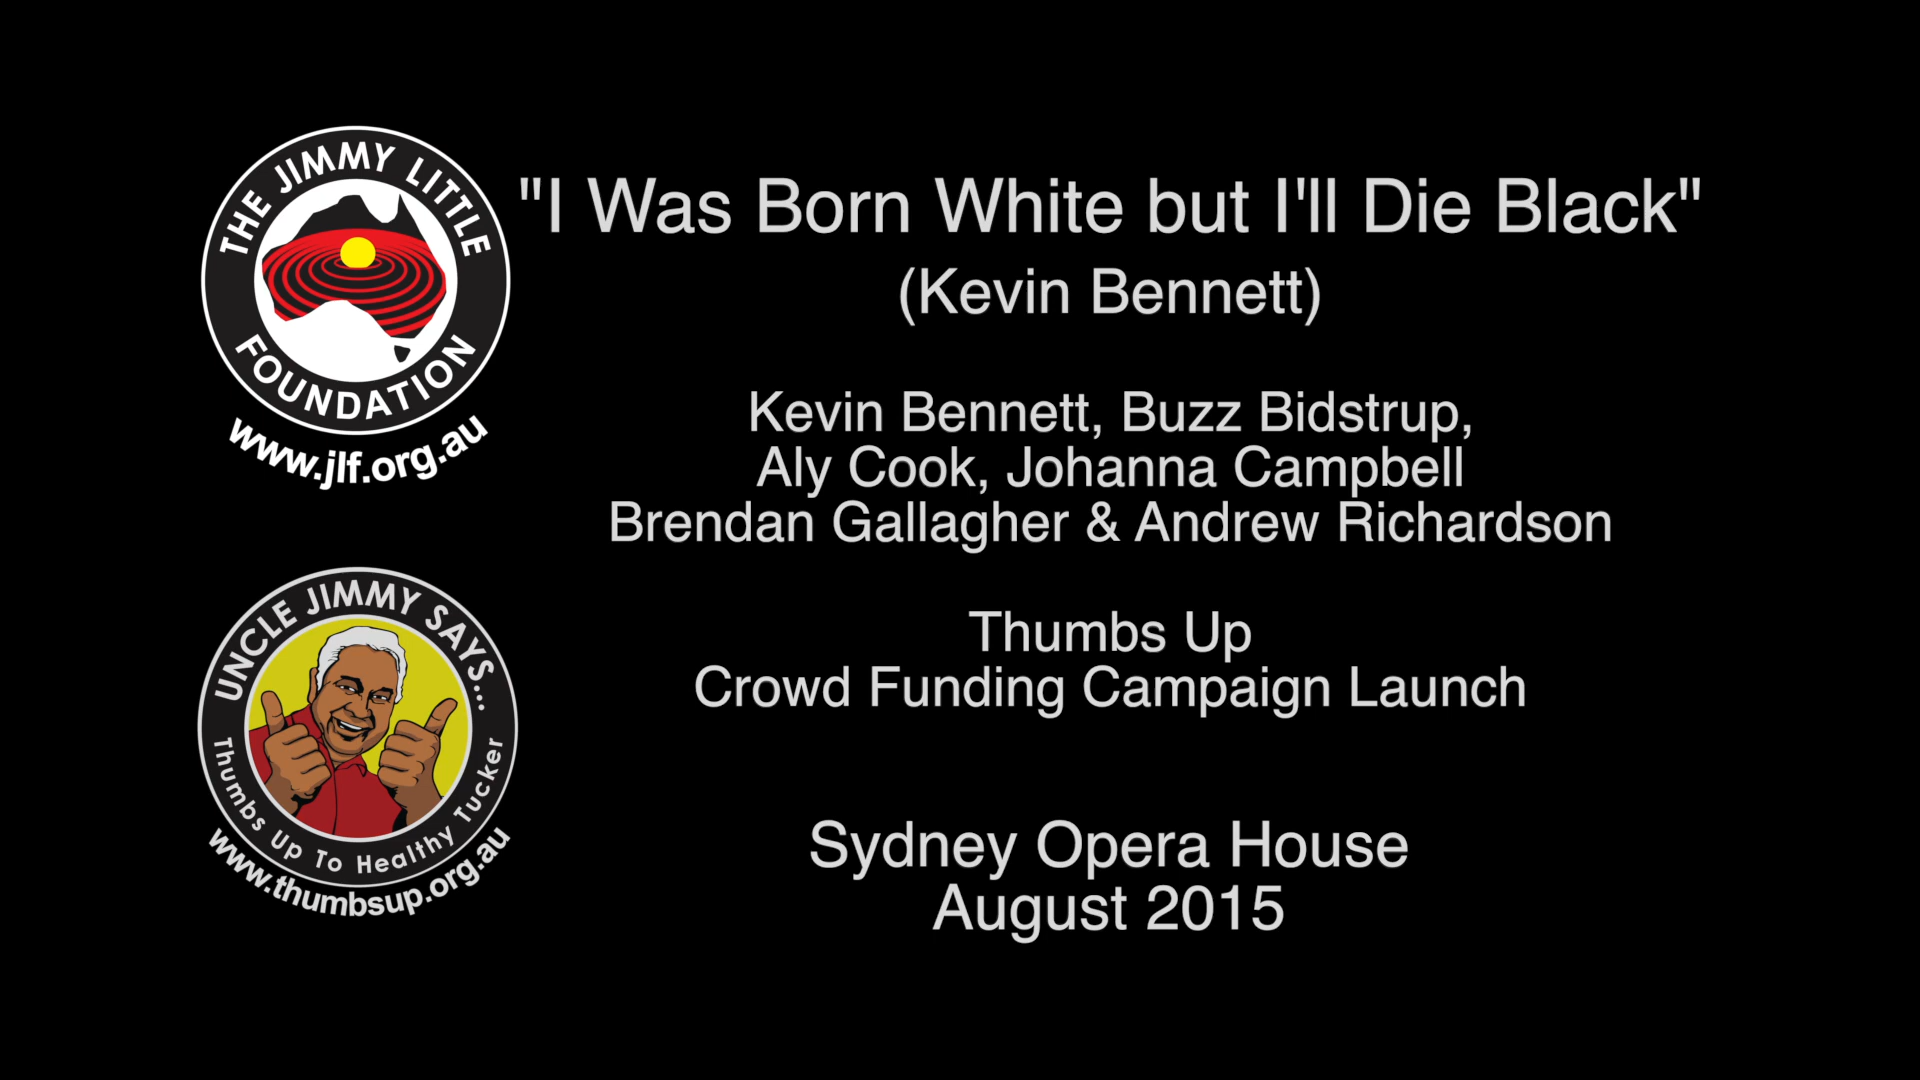 THE JIMMY LITTLE
FOUNDATION
www.jlf.org.au
"I Was Born White but I'll Die Black"
(Kevin Bennett)
Kevin Bennett, Buzz Bidstrup,
Aly Cook, Johanna Campbell
Brendan Gallagher & Andrew Richardson
UNCLE JIMMY SAYS...
Thumbs Up To Healthy Tucker
www.thumbsup.org.au
Thumbs Up
Crowd Funding Campaign Launch
Sydney Opera House
August 2015